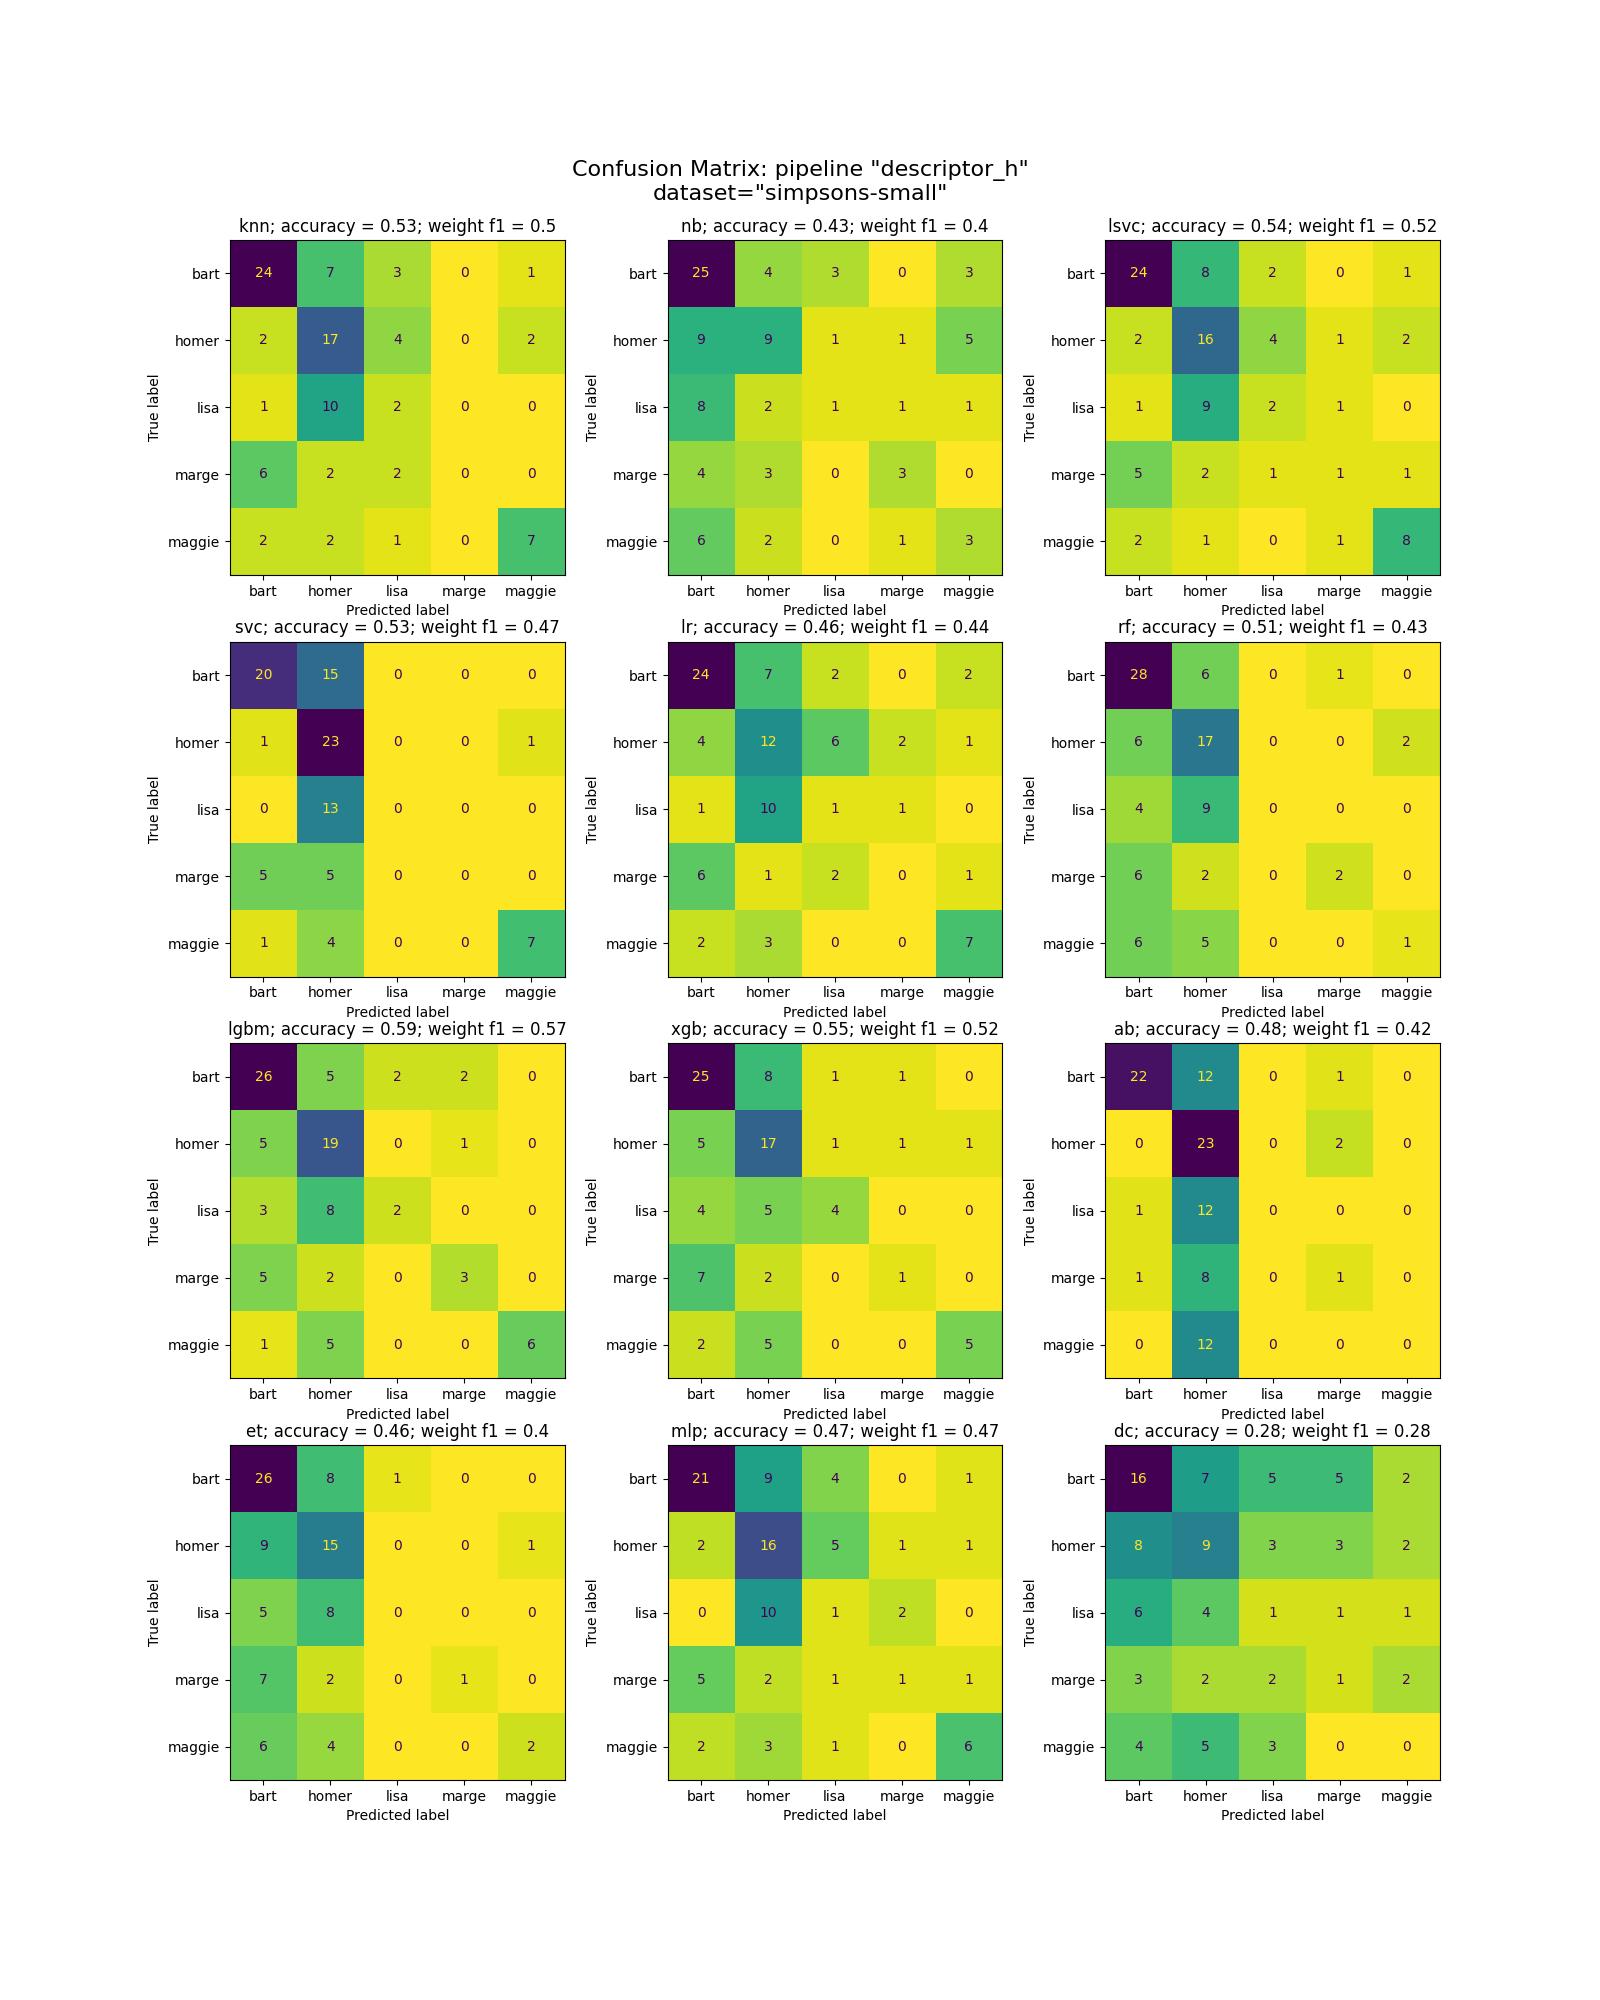 Confusion Matrix: pipeline "descriptor_h"
dataset="simpsons-small"
knn; accuracy = 0.53; weight f1 = 0.5
True label
bart 24 7 3 0 1
homer 2 17 4 0 2
lisa 1 10 2 0 0
marge 6 2 2 0 0
maggie 2 2 1 0 7
bart homer lisa marge maggie
Predicted label
nb; accuracy = 0.43; weight f1 = 0.4
True label
bart 25 4 3 0 3
homer 9 9 1 1 5
lisa 8 2 1 1 1
marge 4 3 0 3 0
maggie 6 2 0 1 3
bart homer lisa marge maggie
Predicted label
lsvc; accuracy = 0.54; weight f1 = 0.52
True label
bart 24 8 2 0 1
homer 2 16 4 1 2
lisa 1 9 2 1 0
marge 5 2 1 1 1
maggie 2 1 0 1 8
bart homer lisa marge maggie
Predicted label
svc; accuracy = 0.53; weight f1 = 0.47
True label
bart 20 15 0 0 0
homer 1 23 0 0 1
lisa 0 13 0 0 0
marge 5 5 0 0 0
maggie 1 4 0 0 7
bart homer lisa marge maggie
Predicted label
lr; accuracy = 0.46; weight f1 = 0.44
True label
bart 24 7 2 0 2
homer 4 12 6 2 1
lisa 1 10 1 1 0
marge 6 1 2 0 1
maggie 2 3 0 0 7
bart homer lisa marge maggie
Predicted label
rf; accuracy = 0.51; weight f1 = 0.43
True label
bart 28 6 0 1 0
homer 6 17 0 0 2
lisa 4 9 0 0 0
marge 6 2 0 2 0
maggie 6 5 0 0 1
bart homer lisa marge maggie
Predicted label
lgbm; accuracy = 0.59; weight f1 = 0.57
True label
bart 26 5 2 2 0
homer 5 19 0 1 0
lisa 3 8 2 0 0
marge 5 2 0 3 0
maggie 1 5 0 0 6
bart homer lisa marge maggie
Predicted label
xgb; accuracy = 0.55; weight f1 = 0.52
True label
bart 25 8 1 1 0
homer 5 17 1 1 1
lisa 4 5 4 0 0
marge 7 2 0 1 0
maggie 2 5 0 0 5
bart homer lisa marge maggie
Predicted label
ab; accuracy = 0.48; weight f1 = 0.42
True label
bart 22 12 0 1 0
homer 0 23 0 2 0
lisa 1 12 0 0 0
marge 1 8 0 1 0
maggie 0 12 0 0 0
bart homer lisa marge maggie
Predicted label
et; accuracy = 0.46; weight f1 = 0.4
True label
bart 26 8 1 0 0
homer 9 15 0 0 1
lisa 5 8 0 0 0
marge 7 2 0 1 0
maggie 6 4 0 0 2
bart homer lisa marge maggie
Predicted label
mlp; accuracy = 0.47; weight f1 = 0.47
True label
bart 21 9 4 0 1
homer 2 16 5 1 1
lisa 0 10 1 2 0
marge 5 2 1 1 1
maggie 2 3 1 0 6
bart homer lisa marge maggie
Predicted label
dc; accuracy = 0.28; weight f1 = 0.28
True label
bart 16 7 5 5 2
homer 8 9 3 3 2
lisa 6 4 1 1 1
marge 3 2 2 1 2
maggie 4 5 3 0 0
bart homer lisa marge maggie
Predicted label